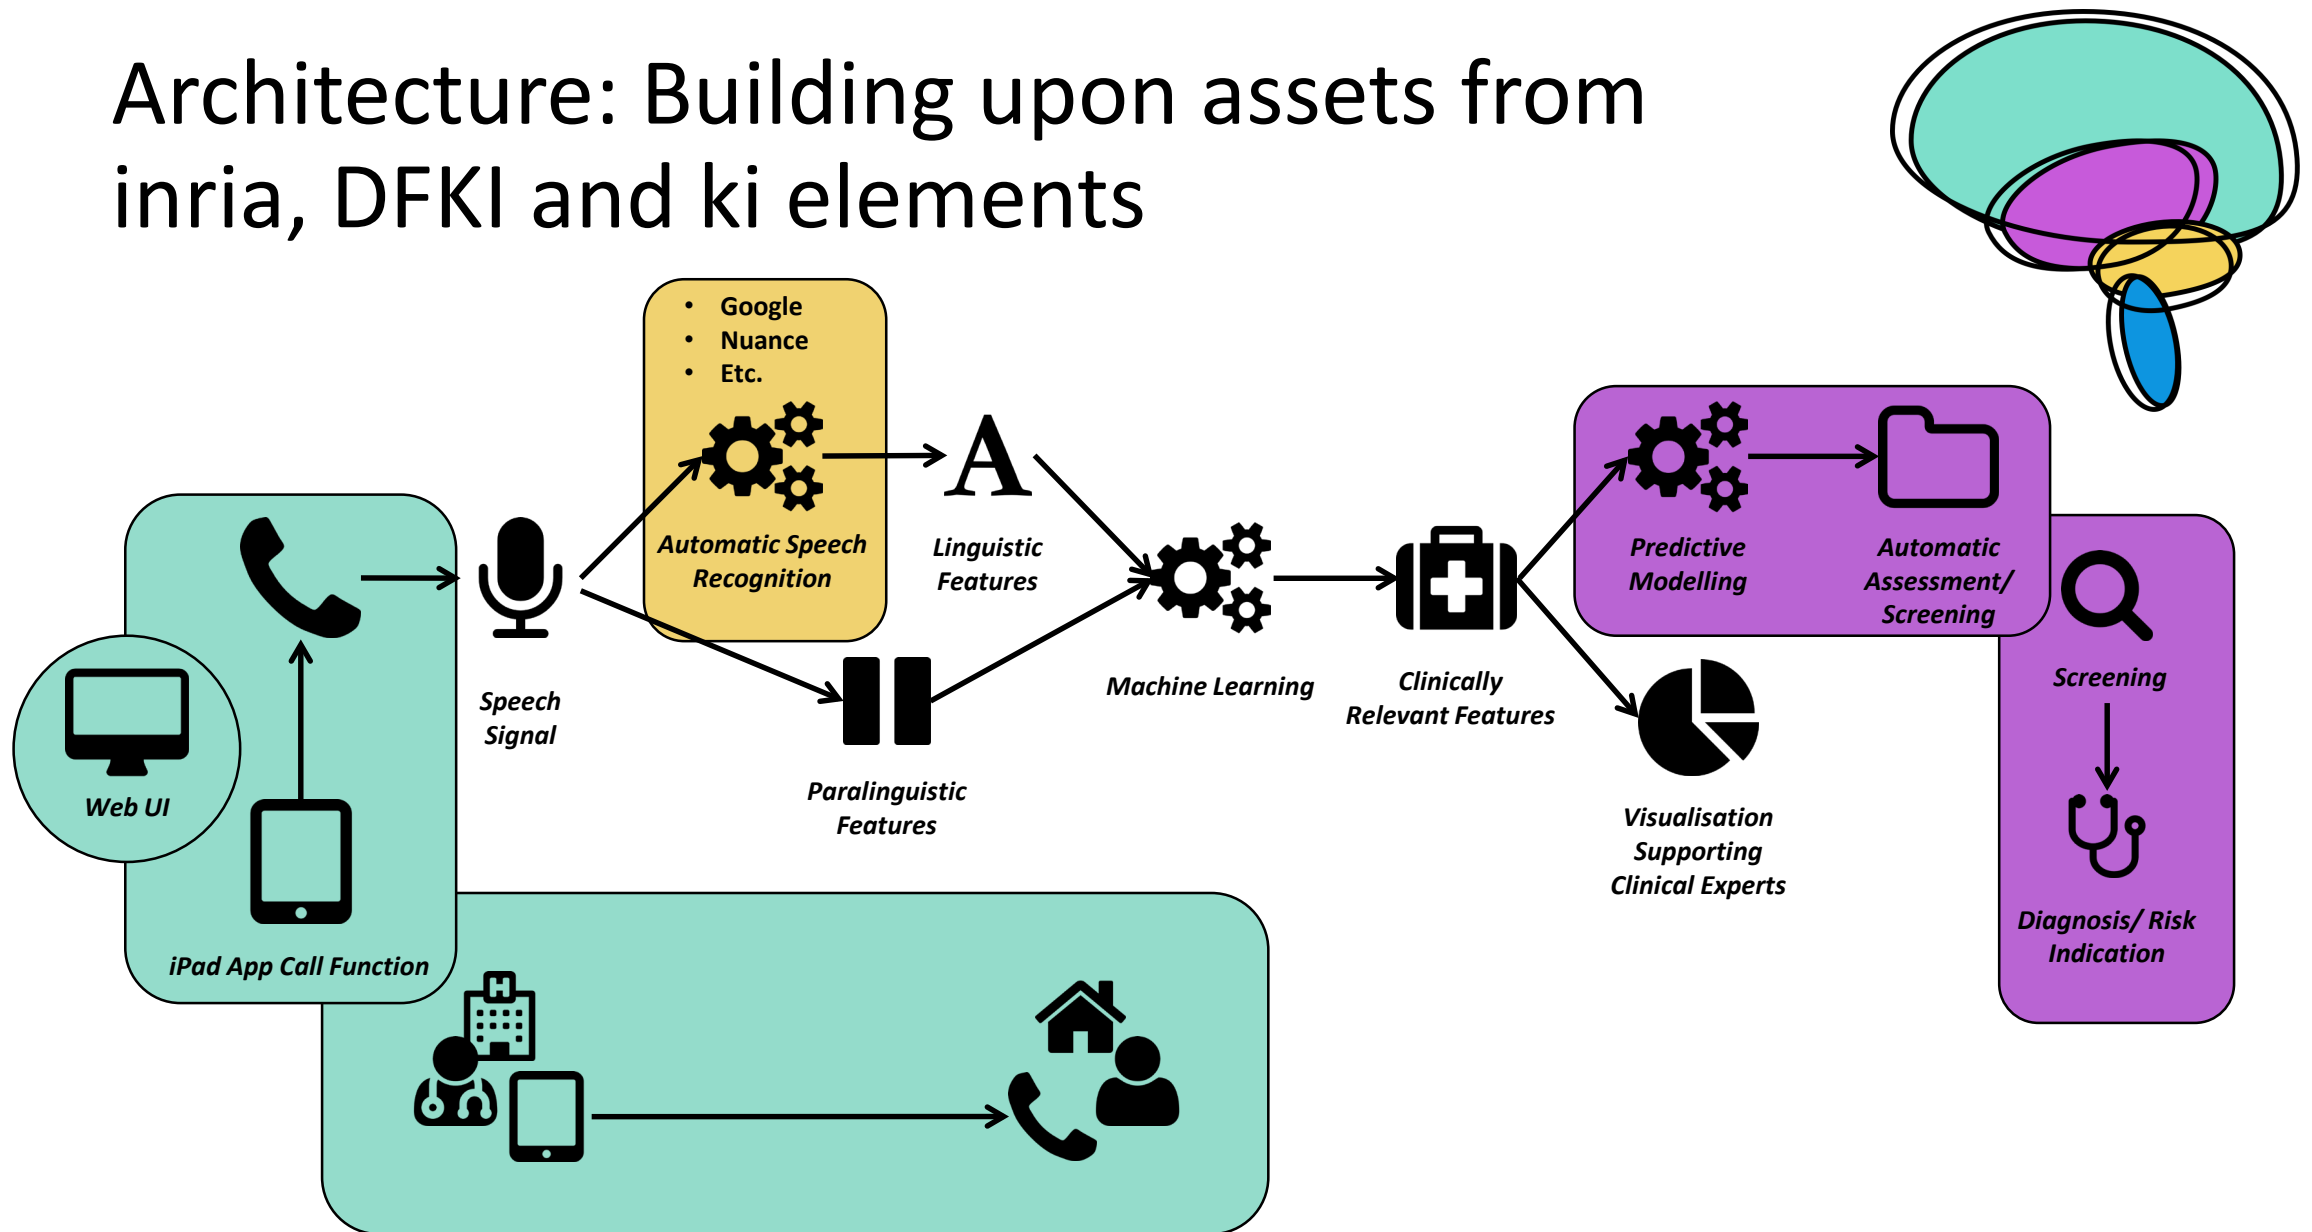 Architecture: Building upon assets from
inria, DFKI and ki elements
• Google
• Nuance
• Etc.
Automatic Speech
Recognition
Linguistic
Features
Speech
Signal
Paralinguistic
Features
Machine Learning
Clinically
Relevant Features
Predictive
Modelling
Automatic
Assessment/
Screening
Visualisation
Supporting
Clinical Experts
Screening
Diagnosis/ Risk
Indication
Web UI
iPad App Call Function
H